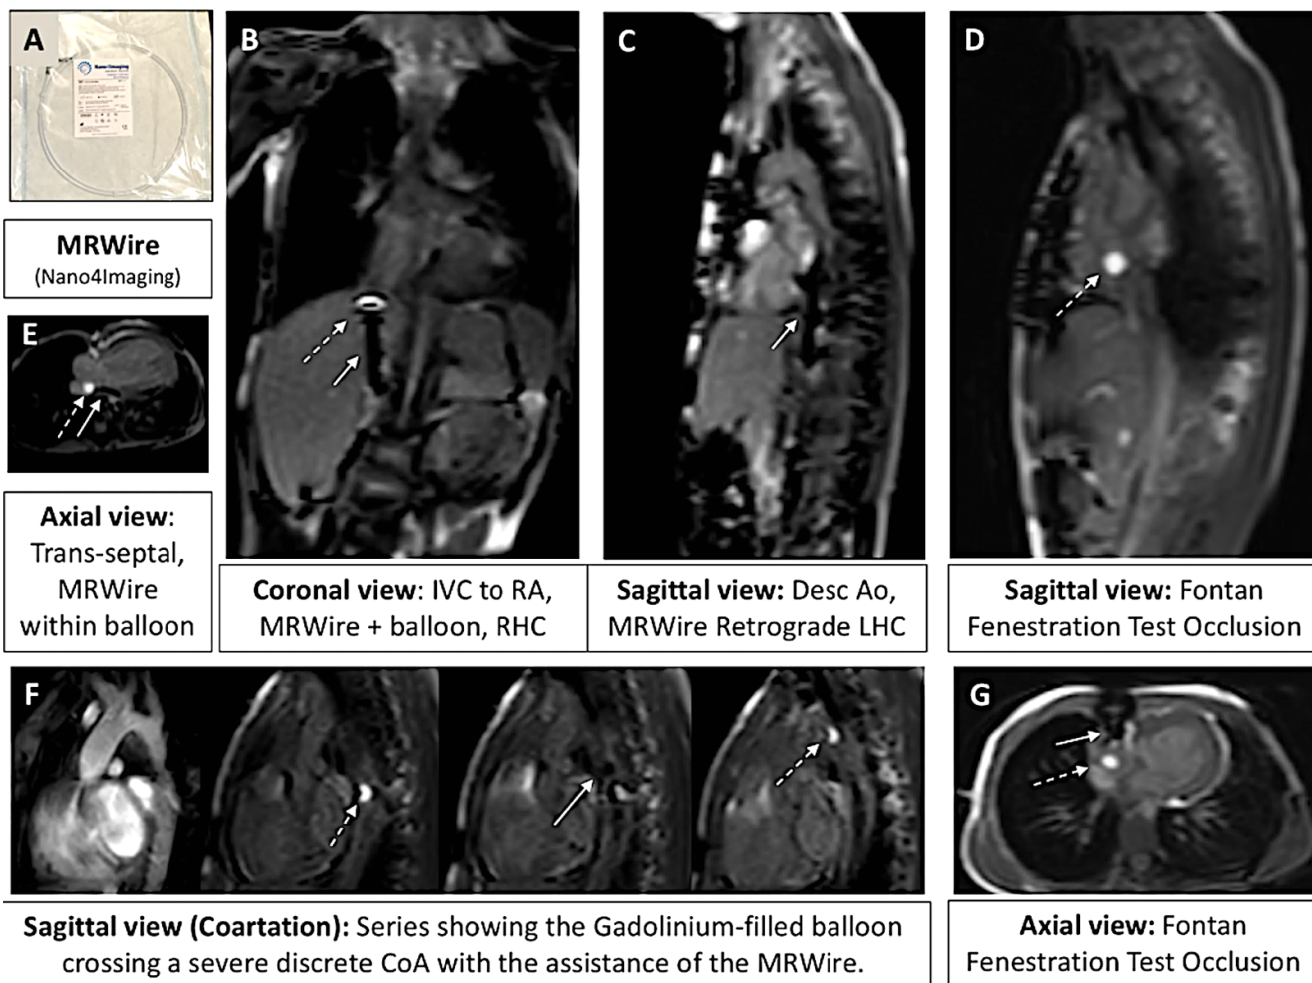 A
Nano4Imaging
MRWire
(Nano4Imaging)
B
C
D
E
Axial view:
Trans-septal,
MRWire
within balloon
Coronal view: IVC to RA,
MRWire + balloon, RHC
Sagittal view: Desc Ao,
MRWire Retrograde LHC
Sagittal view: Fontan
Fenestration Test Occlusion
F
Sagittal view (Coartation): Series showing the Gadolinium-filled balloon
crossing a severe discrete CoA with the assistance of the MRWire.
G
Axial view: Fontan
Fenestration Test Occlusion